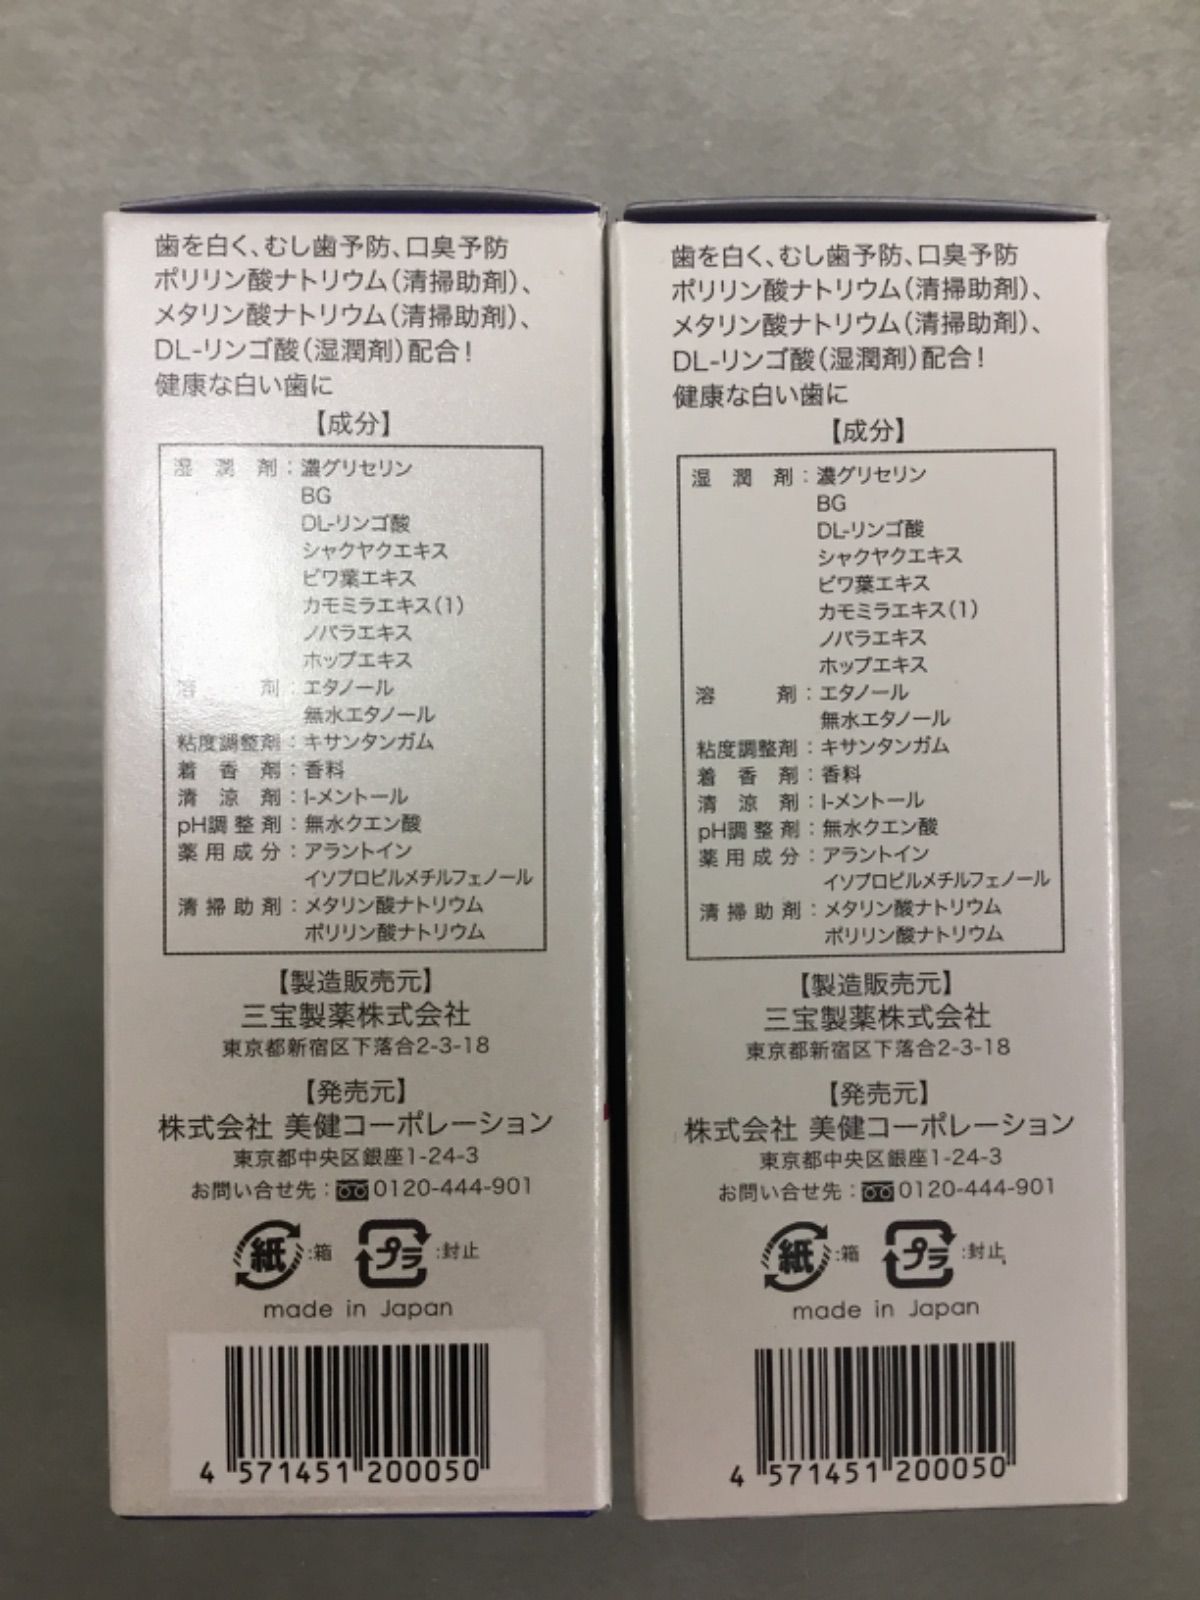 歯を白く、むし歯予防、口臭予防
ポリリン酸ナトリウム（清掃助剤）、
メタリン酸ナトリウム（清掃助剤）、
DL-リンゴ酸（湿潤剤）配合！
健康な白い歯に
【成分】
湿潤剤：濃グリセリン
BG
DL-リンゴ酸
シャクヤクエキス
ビワ葉エキス
カモミラエキス（1）
ノバラエキス
ホップエキス
溶剤：エタノール
無水エタノール
粘度調整剤：キサンタンガム
着香剤：香料
清涼剤：l-メントール
pH調整剤：無水クエン酸
薬用成分：アラントイン
イソプロピルメチルフェノール
清掃助剤：メタリン酸ナトリウム
ポリリン酸ナトリウム
【製造販売元】
三宝製薬株式会社
東京都新宿区下落合2-3-18
【発売元】
株式会社 美健コーポレーション
東京都中央区銀座1-24-3
お問い合せ先：0120-444-901
紙：箱 プラ：封止
made in Japan
4 571451 200050
歯を白く、むし歯予防、口臭予防
ポリリン酸ナトリウム（清掃助剤）、
メタリン酸ナトリウム（清掃助剤）、
DL-リンゴ酸（湿潤剤）配合！
健康な白い歯に
【成分】
湿潤剤：濃グリセリン
BG
DL-リンゴ酸
シャクヤクエキス
ビワ葉エキス
カモミラエキス（1）
ノバラエキス
ホップエキス
溶剤：エタノール
無水エタノール
粘度調整剤：キサンタンガム
着香剤：香料
清涼剤：l-メントール
pH調整剤：無水クエン酸
薬用成分：アラントイン
イソプロピルメチルフェノール
清掃助剤：メタリン酸ナトリウム
ポリリン酸ナトリウム
【製造販売元】
三宝製薬株式会社
東京都新宿区下落合2-3-18
【発売元】
株式会社 美健コーポレーション
東京都中央区銀座1-24-3
お問い合せ先：0120-444-901
紙：箱 プラ：封止
made in Japan
4 571451 200050